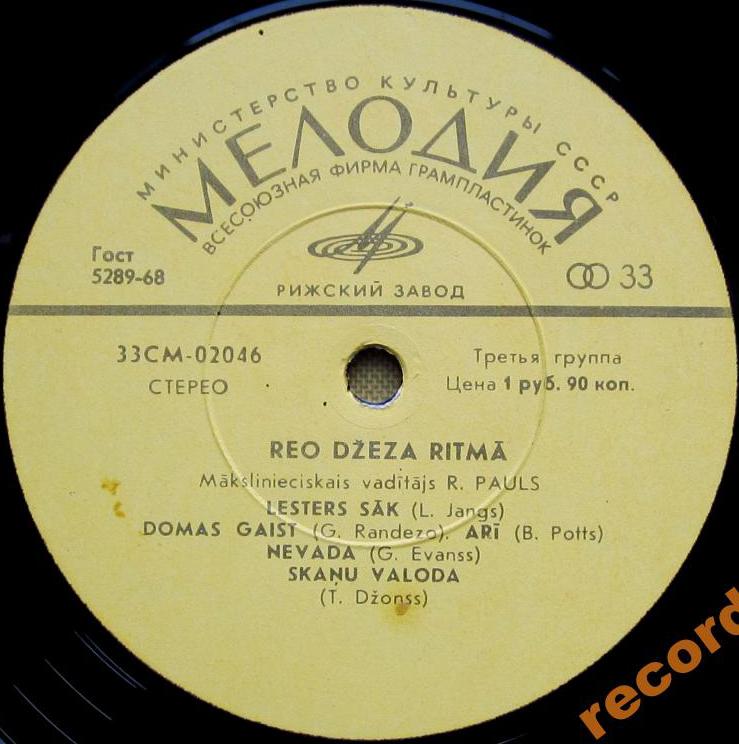 МИНИСТЕРСТВО КУЛЬТУРЫ СССР
МЕЛОДИЯ
ВСЕСОЮЗНАЯ ФИРМА ГРАМПЛАСТИНОК
Гост
5289-68
33
РИЖСКИЙ ЗАВОД
33СМ-02046
СТЕРЕО
Третья группа
Цена 1 руб. 90 коп.
REO DŽEZA RITMĀ
Mākslinieciskais vadītājs R. PAULS
LESTERS SĀK (L. Jangs)
DOMAS GAIST (G. Randezo). ARĪ (B. Potts)
NEVADA (G. Evanss)
SKAŅU VALODA
(T. Džonss)
record